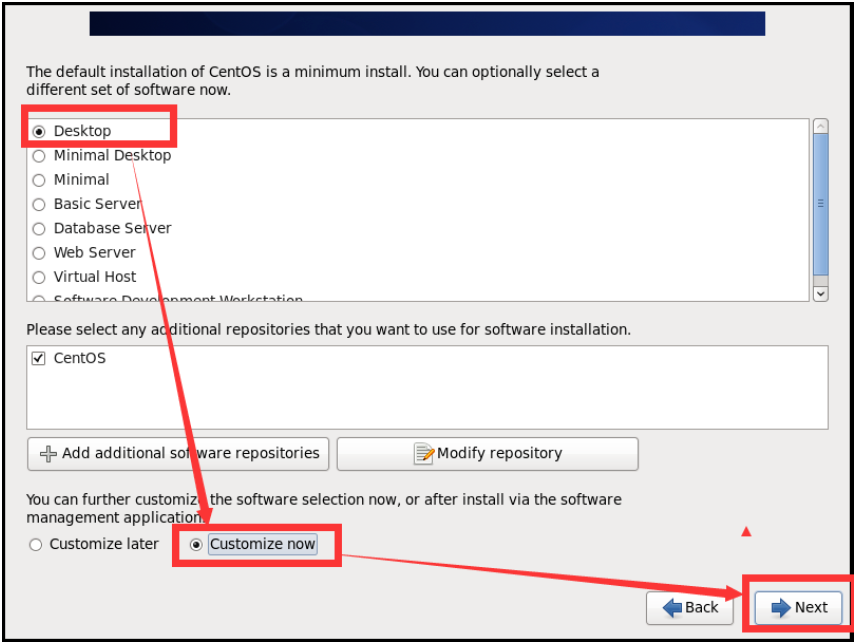 The default installation of CentOS is a minimum install. You can optionally select a
different set of software now.
Desktop
Minimal Desktop
Minimal
Basic Server
Database Server
Web Server
Virtual Host
Software Development Workstation
Please select any additional repositories that you want to use for software installation.
CentOS
Add additional software repositories
Modify repository
You can further customize the software selection now, or after install via the software
management application.
Customize later
Customize now
Back
Next